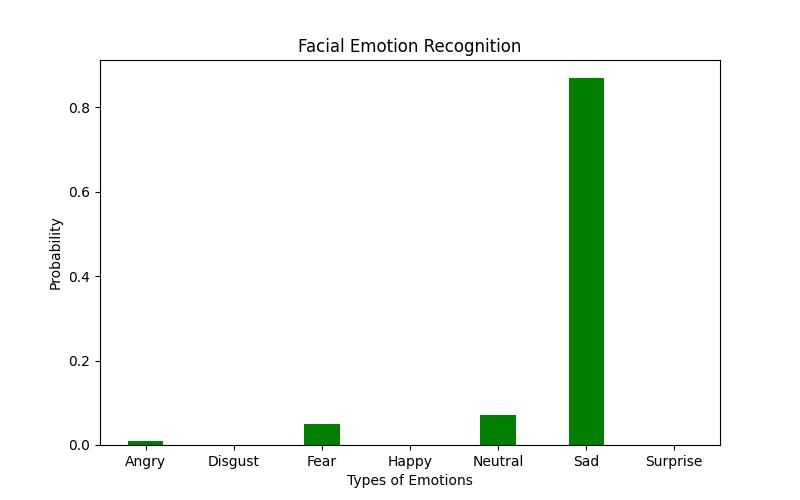 Facial Emotion Recognition
0.8
0.6
0.4
0.2
0.0
Probability
Angry Disgust Fear Happy Neutral Sad Surprise
Types of Emotions